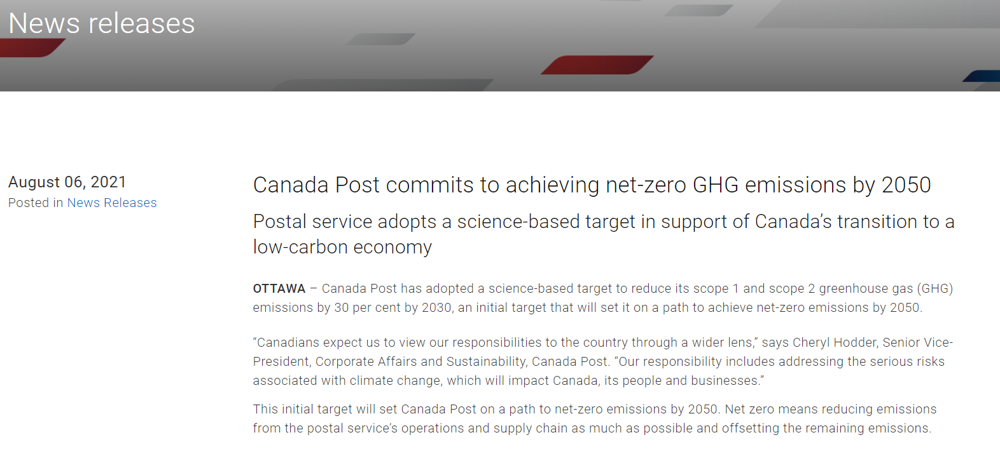 News releases
August 06, 2021
Posted in News Releases
Canada Post commits to achieving net-zero GHG emissions by 2050
Postal service adopts a science-based target in support of Canada’s transition to a
low-carbon economy
OTTAWA – Canada Post has adopted a science-based target to reduce its scope 1 and scope 2 greenhouse gas (GHG)
emissions by 30 per cent by 2030, an initial target that will set it on a path to achieve net-zero emissions by 2050.
“Canadians expect us to view our responsibilities to the country through a wider lens,” says Cheryl Hodder, Senior Vice-
President, Corporate Affairs and Sustainability, Canada Post. “Our responsibility includes addressing the serious risks
associated with climate change, which will impact Canada, its people and businesses.”
This initial target will set Canada Post on a path to net-zero emissions by 2050. Net zero means reducing emissions
from the postal service’s operations and supply chain as much as possible and offsetting the remaining emissions.